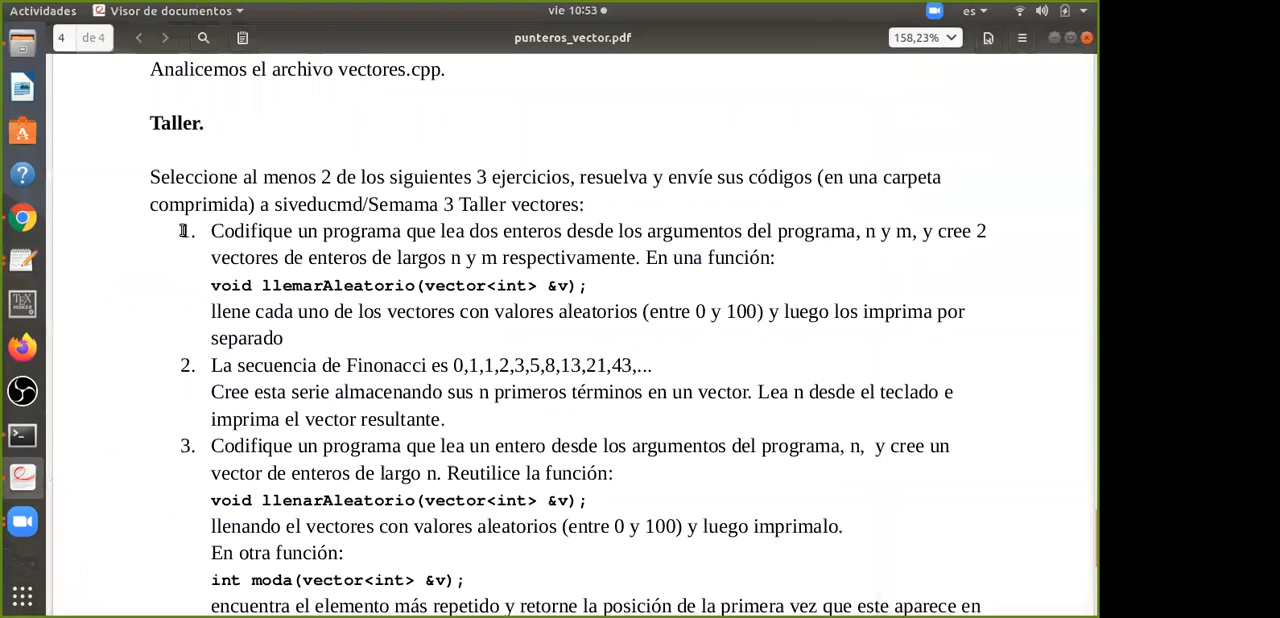 Actividades
Visor de documentos
vie 10:53
es
4
de 4
punteros_vector.pdf
158,23%
Analicemos el archivo vectores.cpp.
Taller.
Seleccione al menos 2 de los siguientes 3 ejercicios, resuelva y envíe sus códigos (en una carpeta
comprimida) a siveducmd/Semama 3 Taller vectores:
1. Codifique un programa que lea dos enteros desde los argumentos del programa, n y m, y cree 2
vectores de enteros de largos n y m respectivamente. En una función:
void llemarAleatorio(vector<int> &v);
llene cada uno de los vectores con valores aleatorios (entre 0 y 100) y luego los imprima por
separado
2. La secuencia de Finonacci es 0,1,1,2,3,5,8,13,21,43,...
Cree esta serie almacenando sus n primeros términos en un vector. Lea n desde el teclado e
imprima el vector resultante.
3. Codifique un programa que lea un entero desde los argumentos del programa, n, y cree un
vector de enteros de largo n. Reutilice la función:
void llenarAleatorio(vector<int> &v);
llenando el vectores con valores aleatorios (entre 0 y 100) y luego imprimalo.
En otra función:
int moda(vector<int> &v);
encuentra el elemento más repetido y retorne la posición de la primera vez que este aparece en